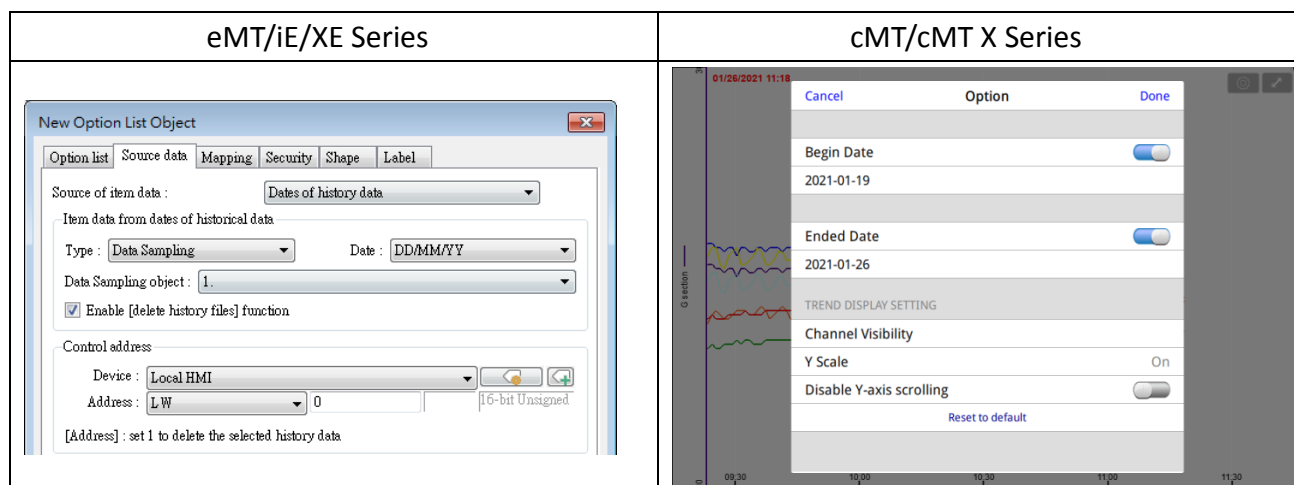 eMT/iE/XE Series
cMT/cMT X Series
New Option List Object
Option list Source data Mapping Security Shape Label
Source of item data : Dates of history data
Item data from dates of historical data
Type : Data Sampling Date : DD/MM/YY
Data Sampling object : 1.
Enable [delete history files] function
Control address
Device : Local HMI
Address : LW 0 16-bit Unsigned
[Address] : set 1 to delete the selected history data
01/26/2021 11:18
Cancel Option Done
Begin Date
2021-01-19
Ended Date
2021-01-26
G section
TREND DISPLAY SETTING
Channel Visibility
Y Scale On
Disable Y-axis scrolling
Reset to default
09:30 10:00 10:30 11:00 11:30